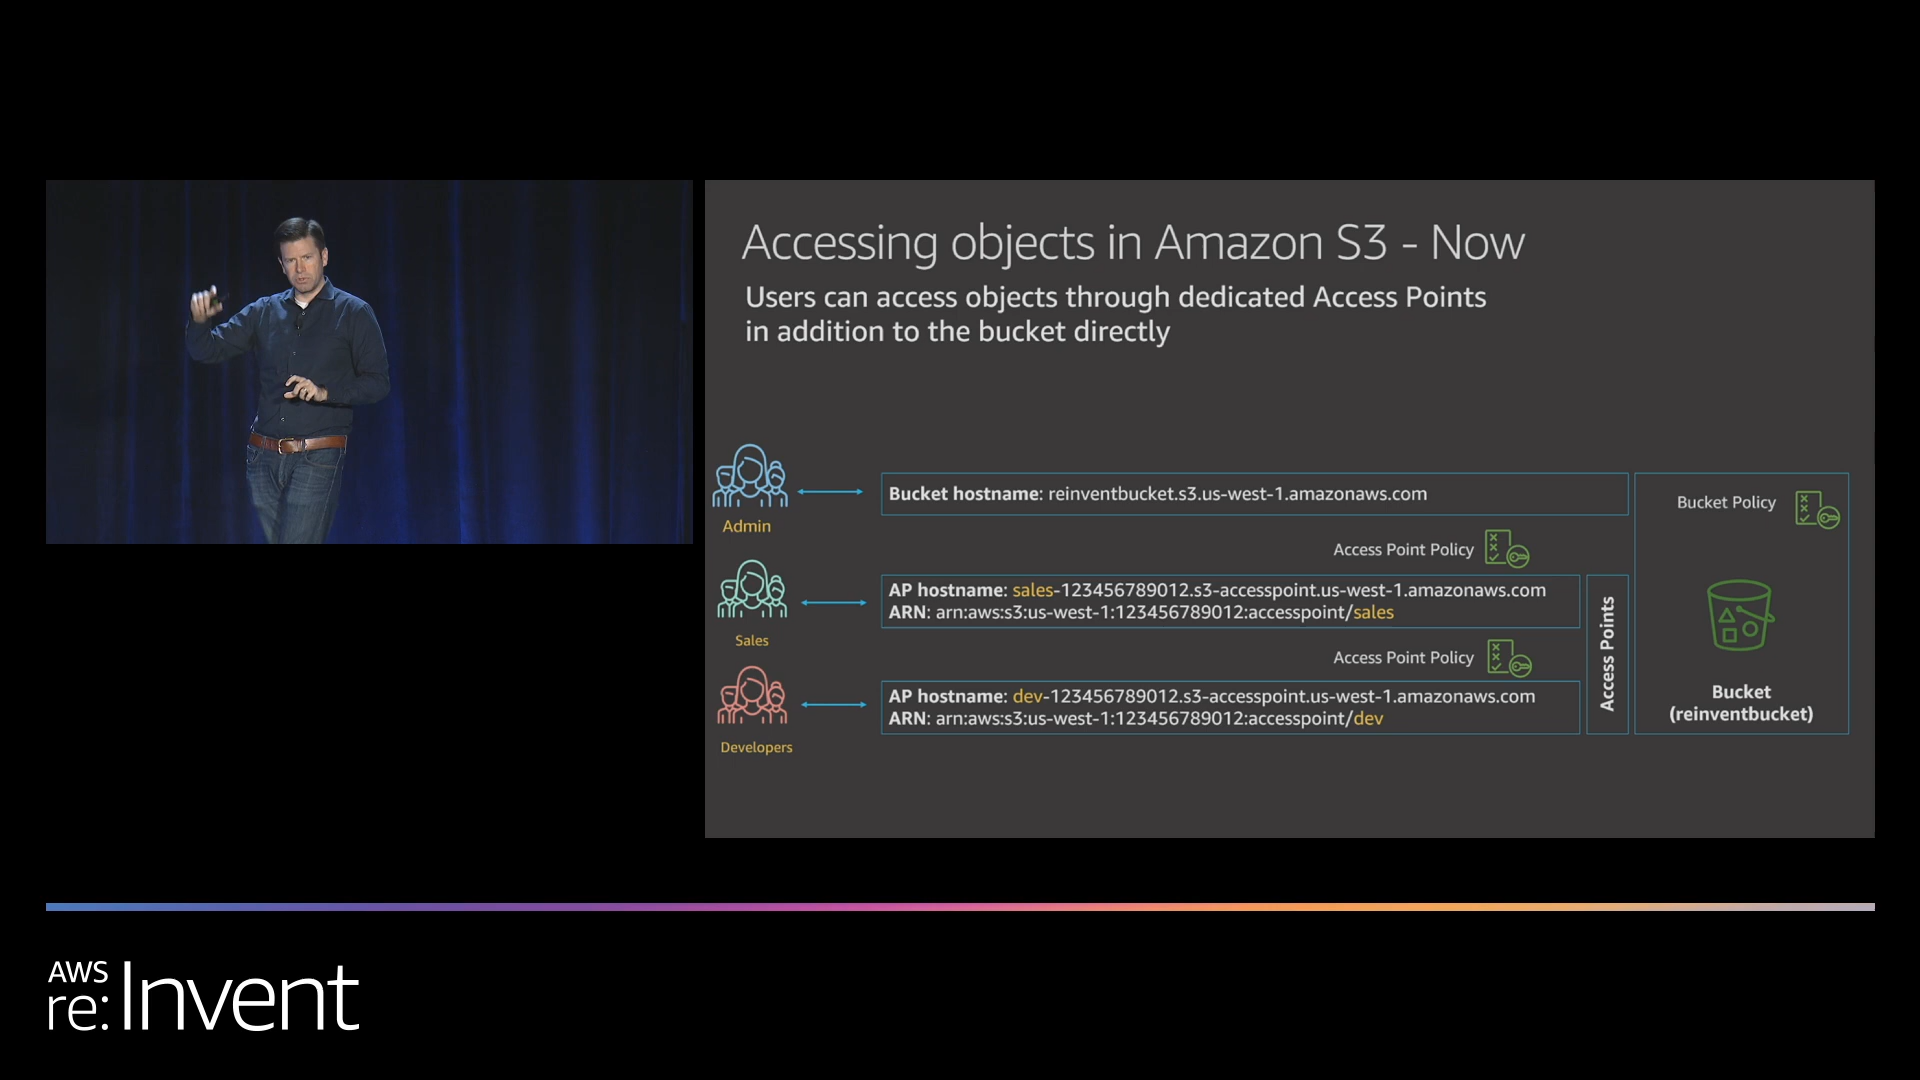 Accessing objects in Amazon S3 - Now
Users can access objects through dedicated Access Points
in addition to the bucket directly
Admin
Bucket hostname: reinventbucket.s3.us-west-1.amazonaws.com
Bucket Policy
Access Point Policy
Sales
AP hostname: sales-123456789012.s3-accesspoint.us-west-1.amazonaws.com
ARN: arn:aws:s3:us-west-1:123456789012:accesspoint/sales
Access Point Policy
Developers
AP hostname: dev-123456789012.s3-accesspoint.us-west-1.amazonaws.com
ARN: arn:aws:s3:us-west-1:123456789012:accesspoint/dev
Access Points
Bucket
(reinventbucket)
AWS
re:Invent